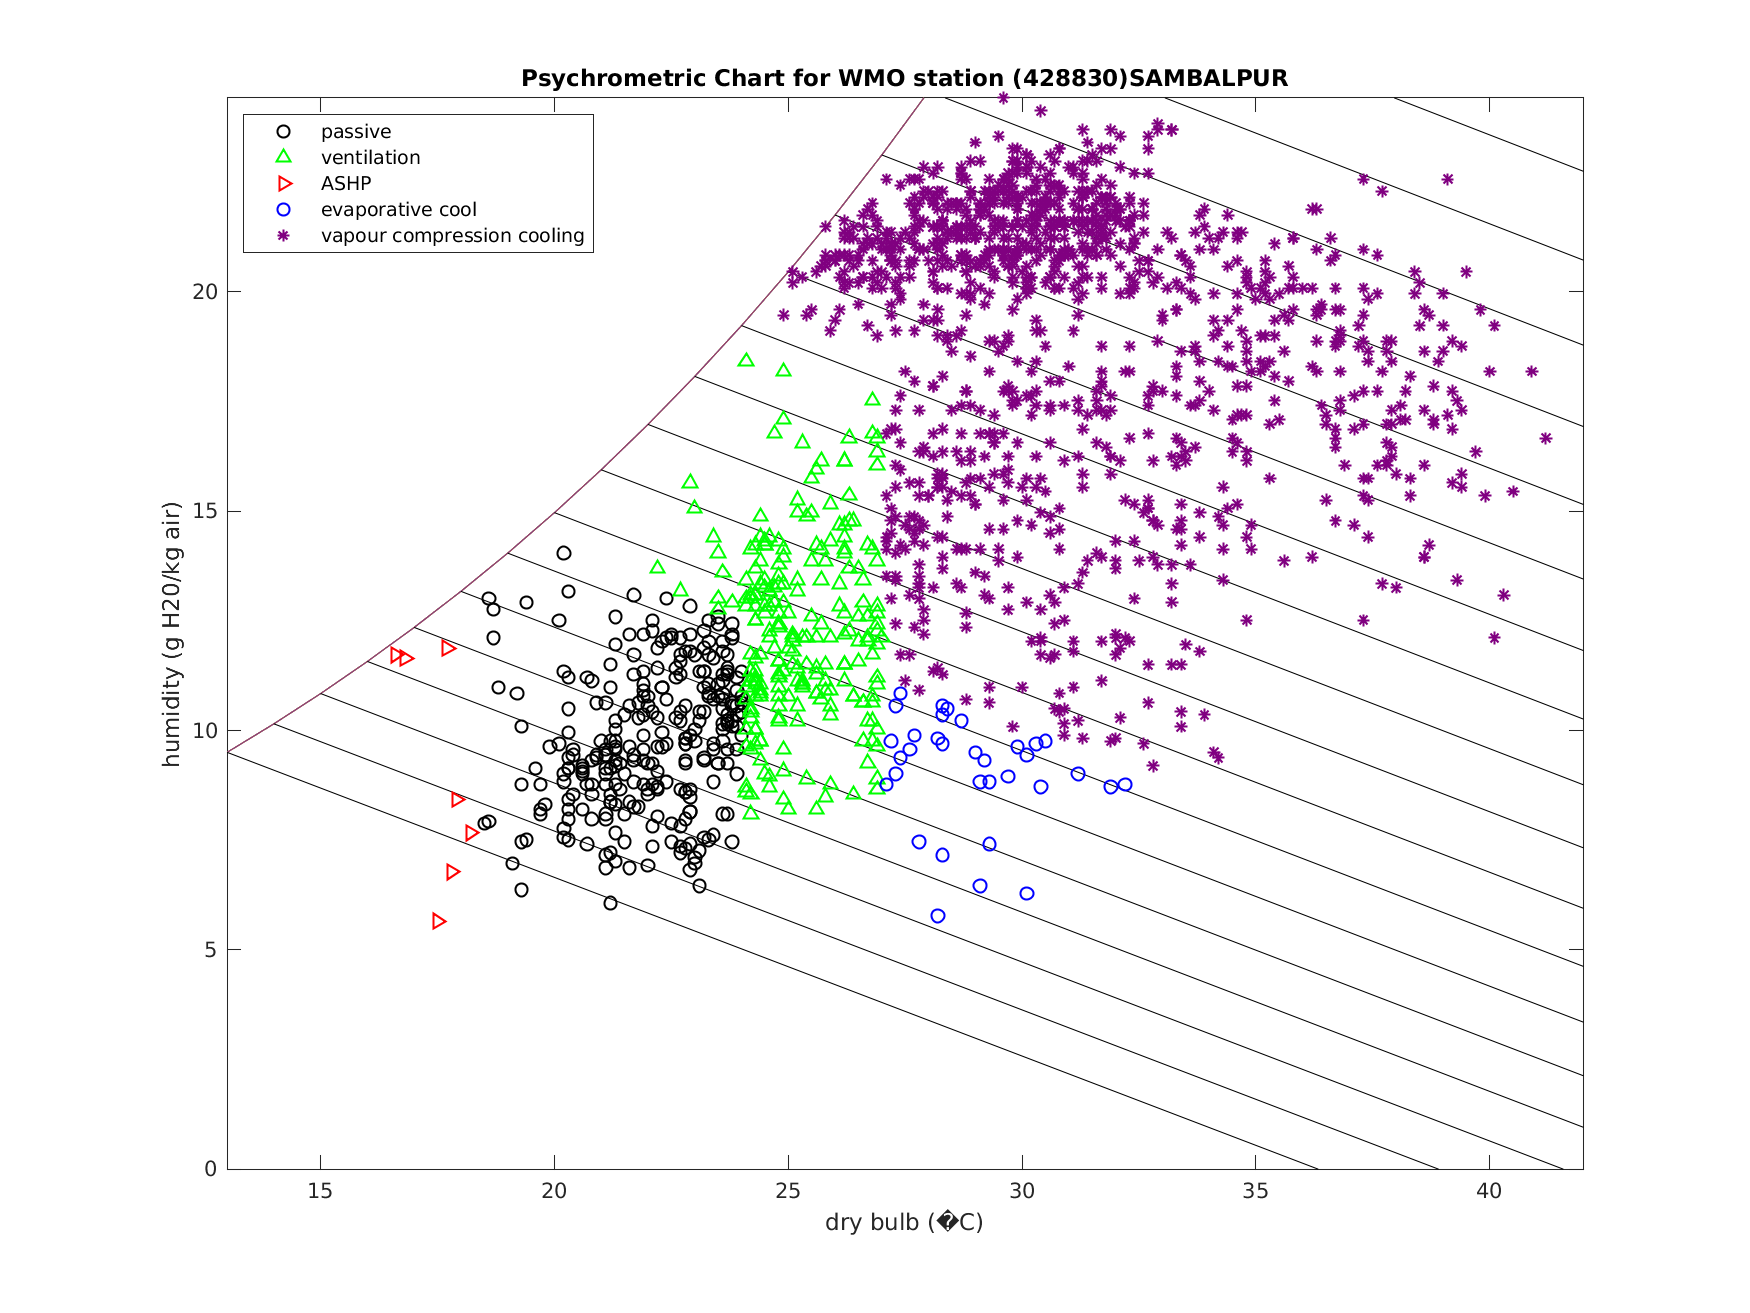 Psychrometric Chart for WMO station (428830)SAMBALPUR
passive
ventilation
ASHP
evaporative cool
vapour compression cooling
humidity (g H20/kg air)
20
15
10
5
0
15 20 25 30 35 40
dry bulb (�C)